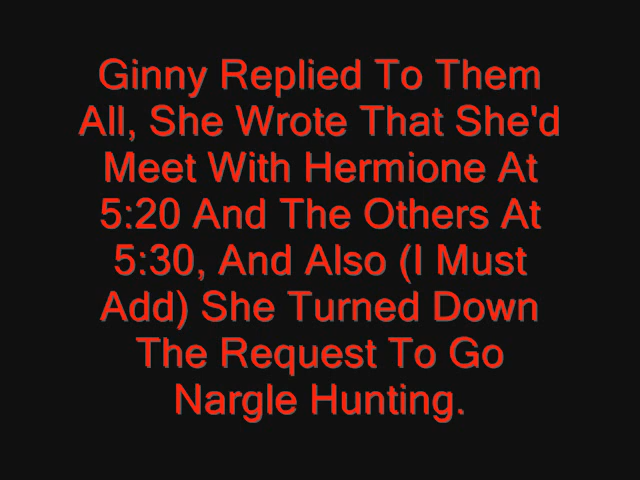 Ginny Replied To Them
All, She Wrote That She'd
Meet With Hermione At
5:20 And The Others At
5:30, And Also (I Must
Add) She Turned Down
The Request To Go
Nargle Hunting.